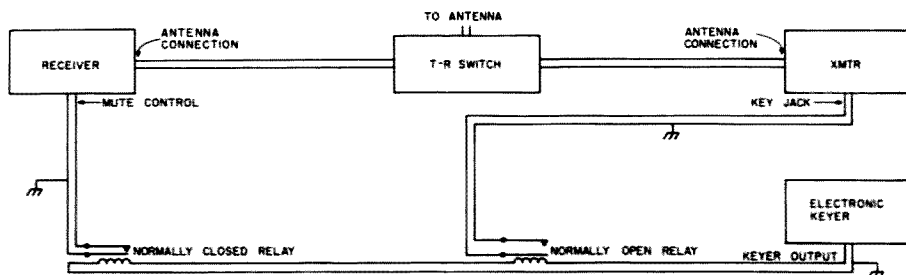 TO ANTENNA
ANTENNA
CONNECTION
ANTENNA
CONNECTION
RECEIVER
T-R SWITCH
XMTR
MUTE CONTROL
KEY JACK
ELECTRONIC
KEYER
NORMALLY CLOSED RELAY
NORMALLY OPEN RELAY
KEYER OUTPUT